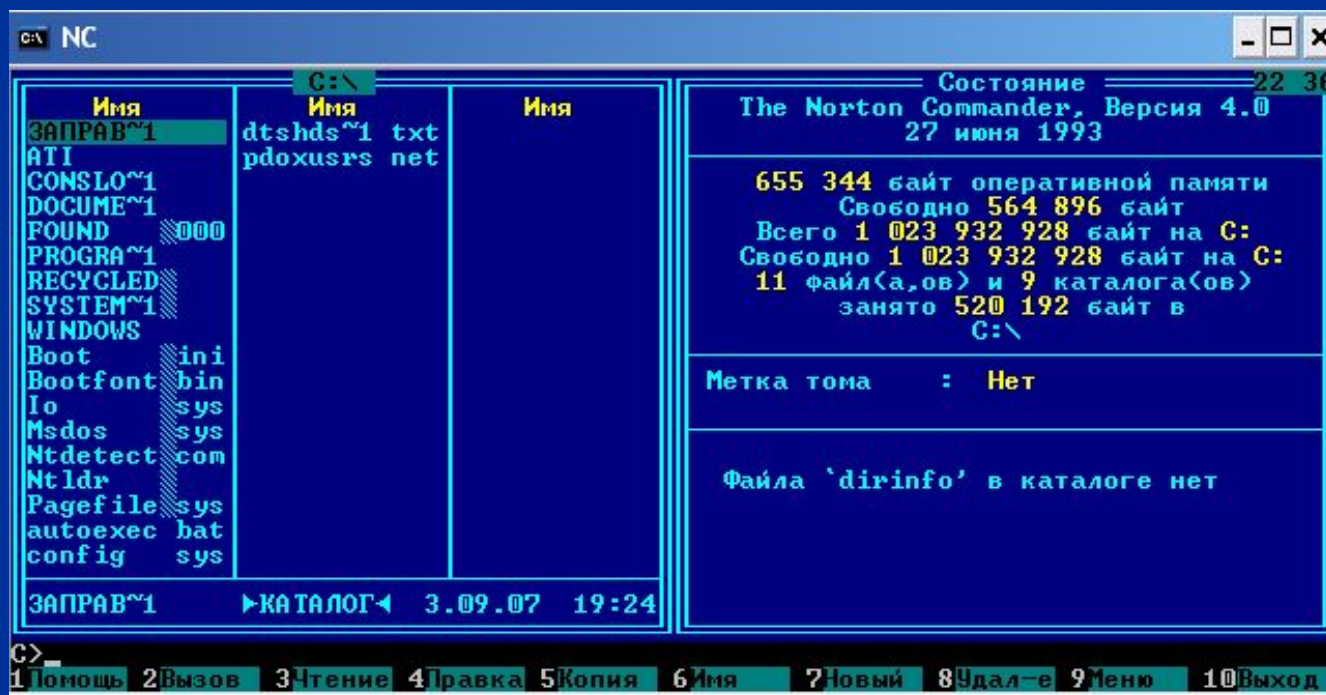 NC
C:\
Имя Имя Имя
ЗАПРАВ~1 dtshds~1 txt
ATI pdoxusrs net
CONSLO~1
DOCUME~1
FOUND 000
PROGRA~1
RECYCLED
SYSTEM~1
WINDOWS
Boot ini
Bootfont bin
Io sys
Msdos sys
Ntdetect com
Ntldr
Pagefile sys
autoexec bat
config sys
ЗАПРАВ~1 ►КАТАЛОГ◄ 3.09.07 19:24
Состояние 22 36
The Norton Commander, Версия 4.0
27 июня 1993
655 344 байт оперативной памяти
Свободно 564 896 байт
Всего 1 023 932 928 байт на C:
Свободно 1 023 932 928 байт на C:
11 файл(а,ов) и 9 каталога(ов)
занято 520 192 байт в
C:\
Метка тома : Нет
Файла `dirinfo' в каталоге нет
C>_
1Помощь 2Вызов 3Чтение 4Правка 5Копия 6Имя 7Новый 8Удал-е 9Меню 10Выход